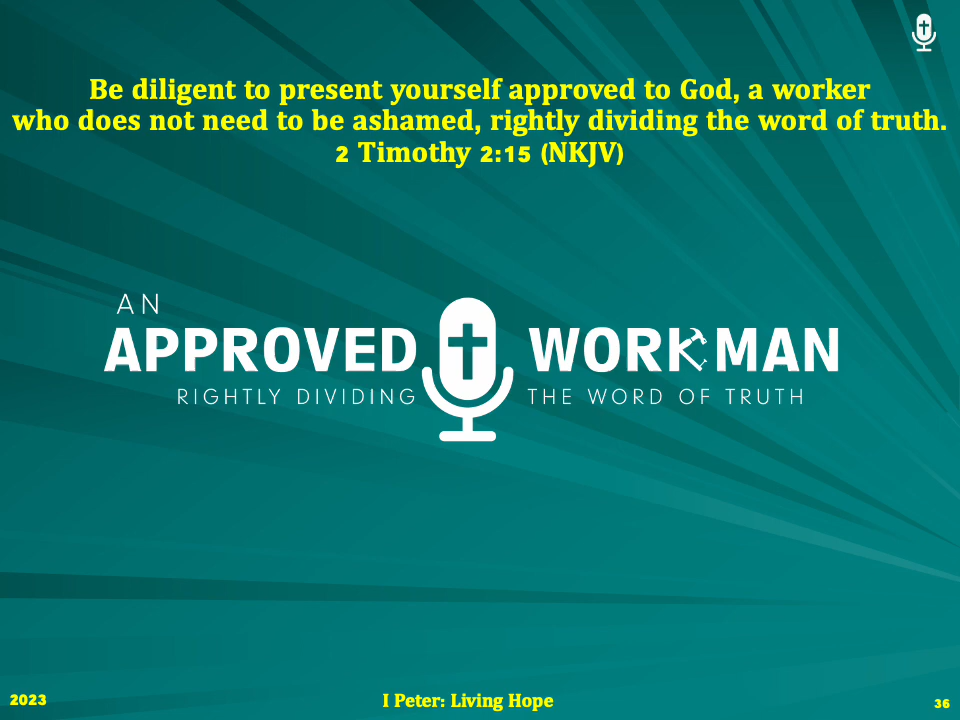 Be diligent to present yourself approved to God, a worker
who does not need to be ashamed, rightly dividing the word of truth.
2 Timothy 2:15 (NKJV)
AN
APPROVED WORKMAN
RIGHTLY DIVIDING THE WORD OF TRUTH
2023
I Peter: Living Hope
36